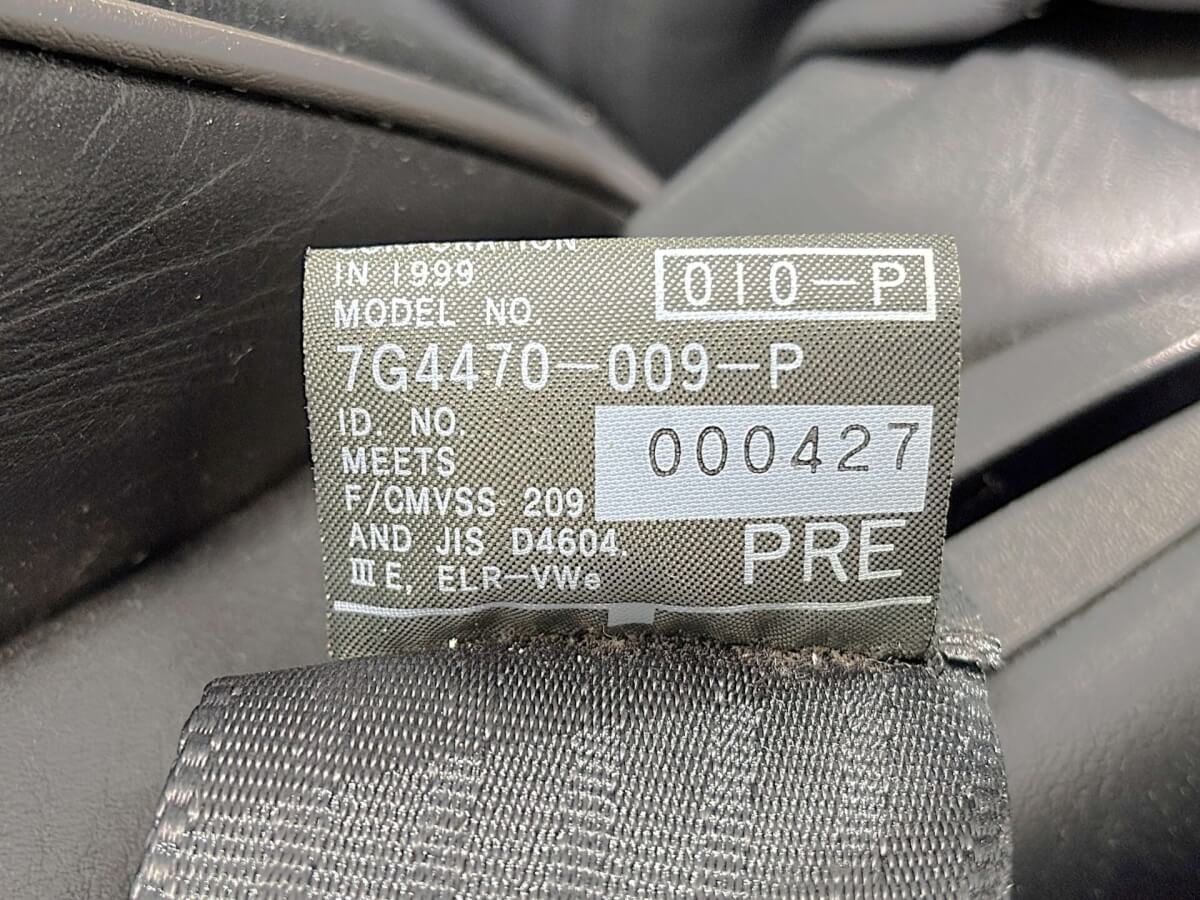 IN 1999
010-P
MODEL NO.
7G4470-009-P
ID. NO.
000427
MEETS
F/CMVSS 209
AND JIS D4604.
PRE
ⅢE, ELR-VWe